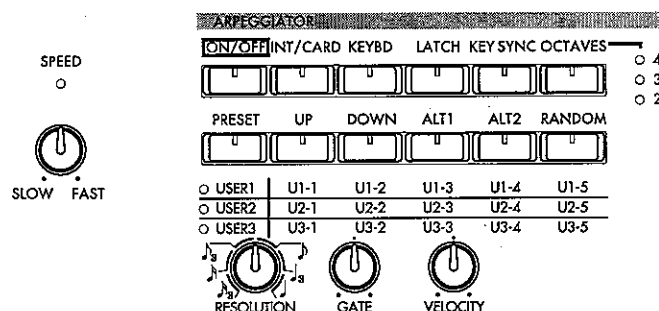 ARPEGGIATOR
ON/OFF INT/CARD KEYBD LATCH KEY SYNC OCTAVES
SPEED
4
3
2
PRESET UP DOWN ALT1 ALT2 RANDOM
SLOW FAST
USER1 U1-1 U1-2 U1-3 U1-4 U1-5
USER2 U2-1 U2-2 U2-3 U2-4 U2-5
USER3 U3-1 U3-2 U3-3 U3-4 U3-5
3
3
3
RESOLUTION GATE VELOCITY